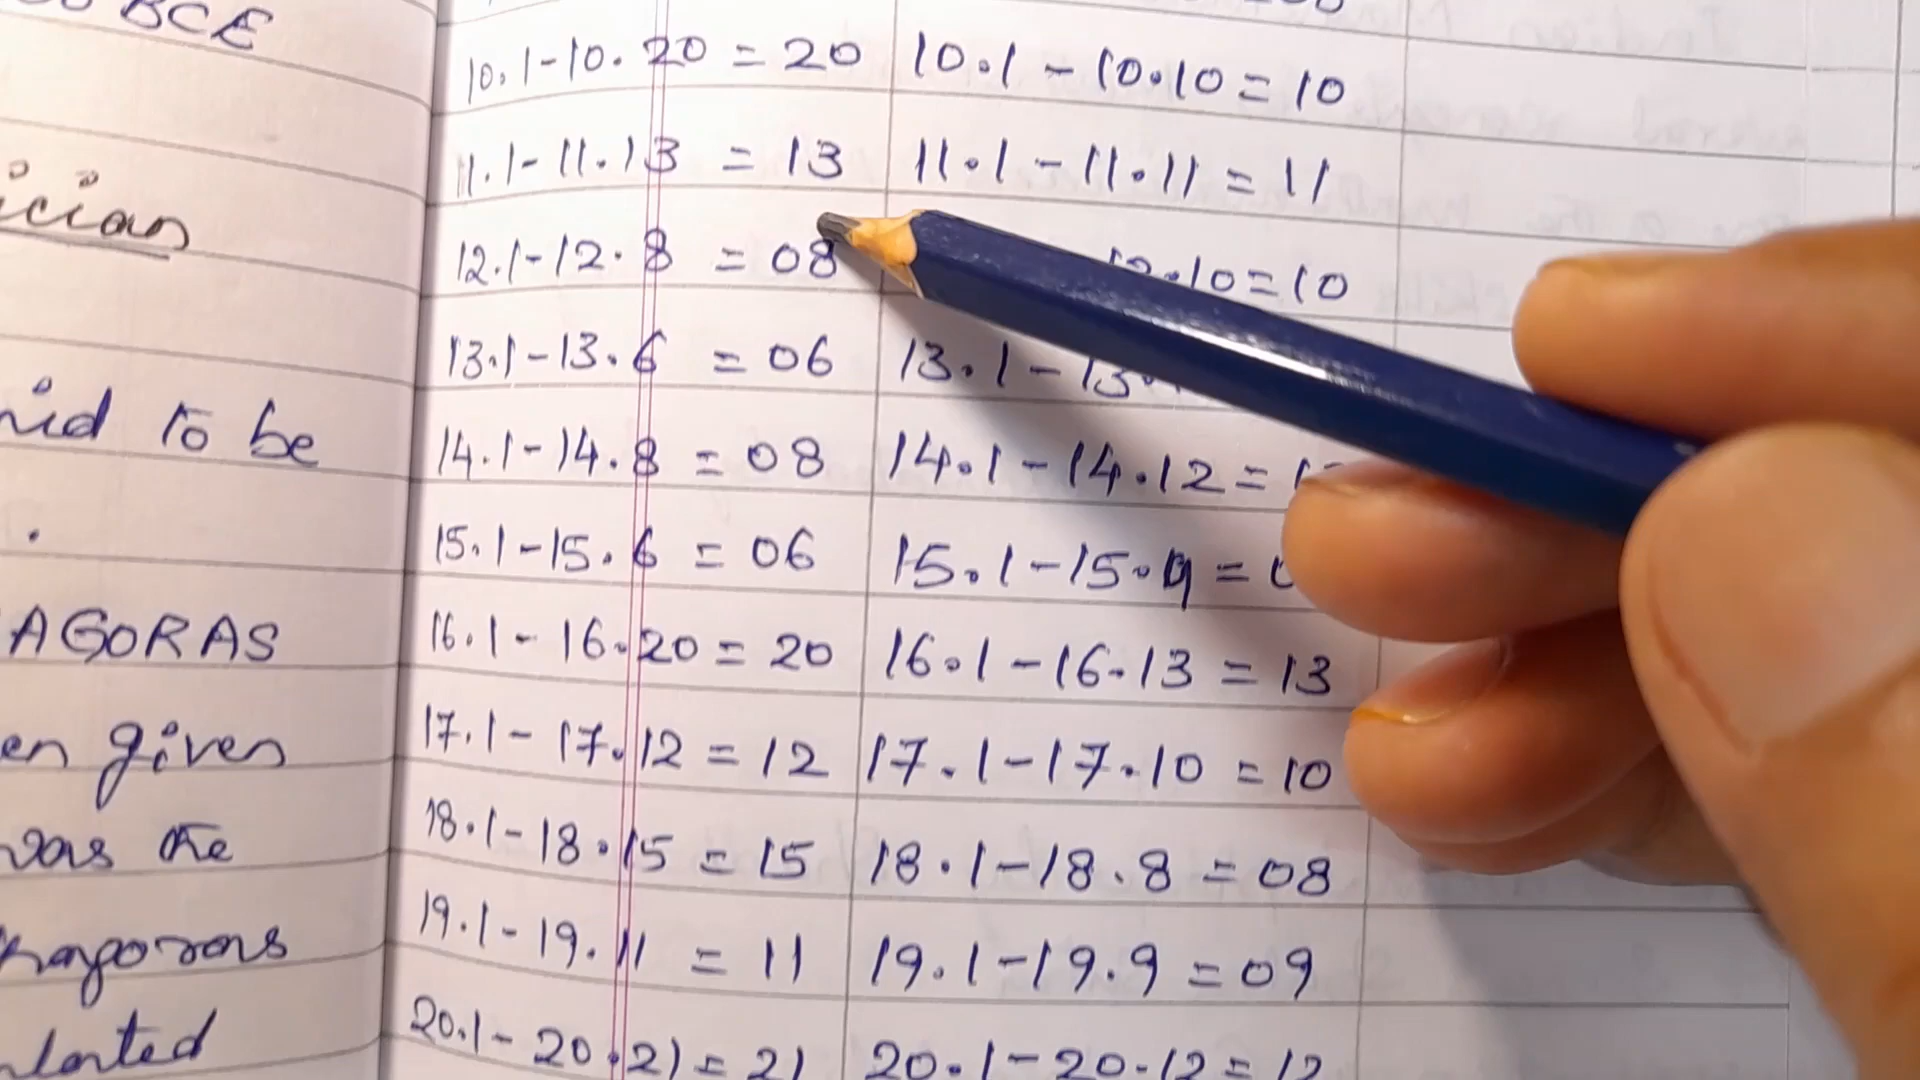 BCE
ician
nid to be
.
AGORAS
en given
was the
thagorans
lated
10.1-10.20 = 20 10.1 - 10.10 = 10
11.1-11.13 = 13 11.1 - 11.11 = 11
12.1-12.8 = 08 12.10 = 10
13.1-13.6 = 06 13.1 - 13.
14.1-14.8 = 08 14.1 - 14.12 =
15.1-15.6 = 06 15.1-15.9 =
16.1- 16.20 = 20 16.1-16.13 = 13
17.1- 17.12 = 12 17.1-17.10 = 10
18.1-18.15 = 15 18.1-18.8 = 08
19.1-19.11 = 11 19.1-19.9 = 09
20.1- 20.21 = 21 20.1-20.12 = 12